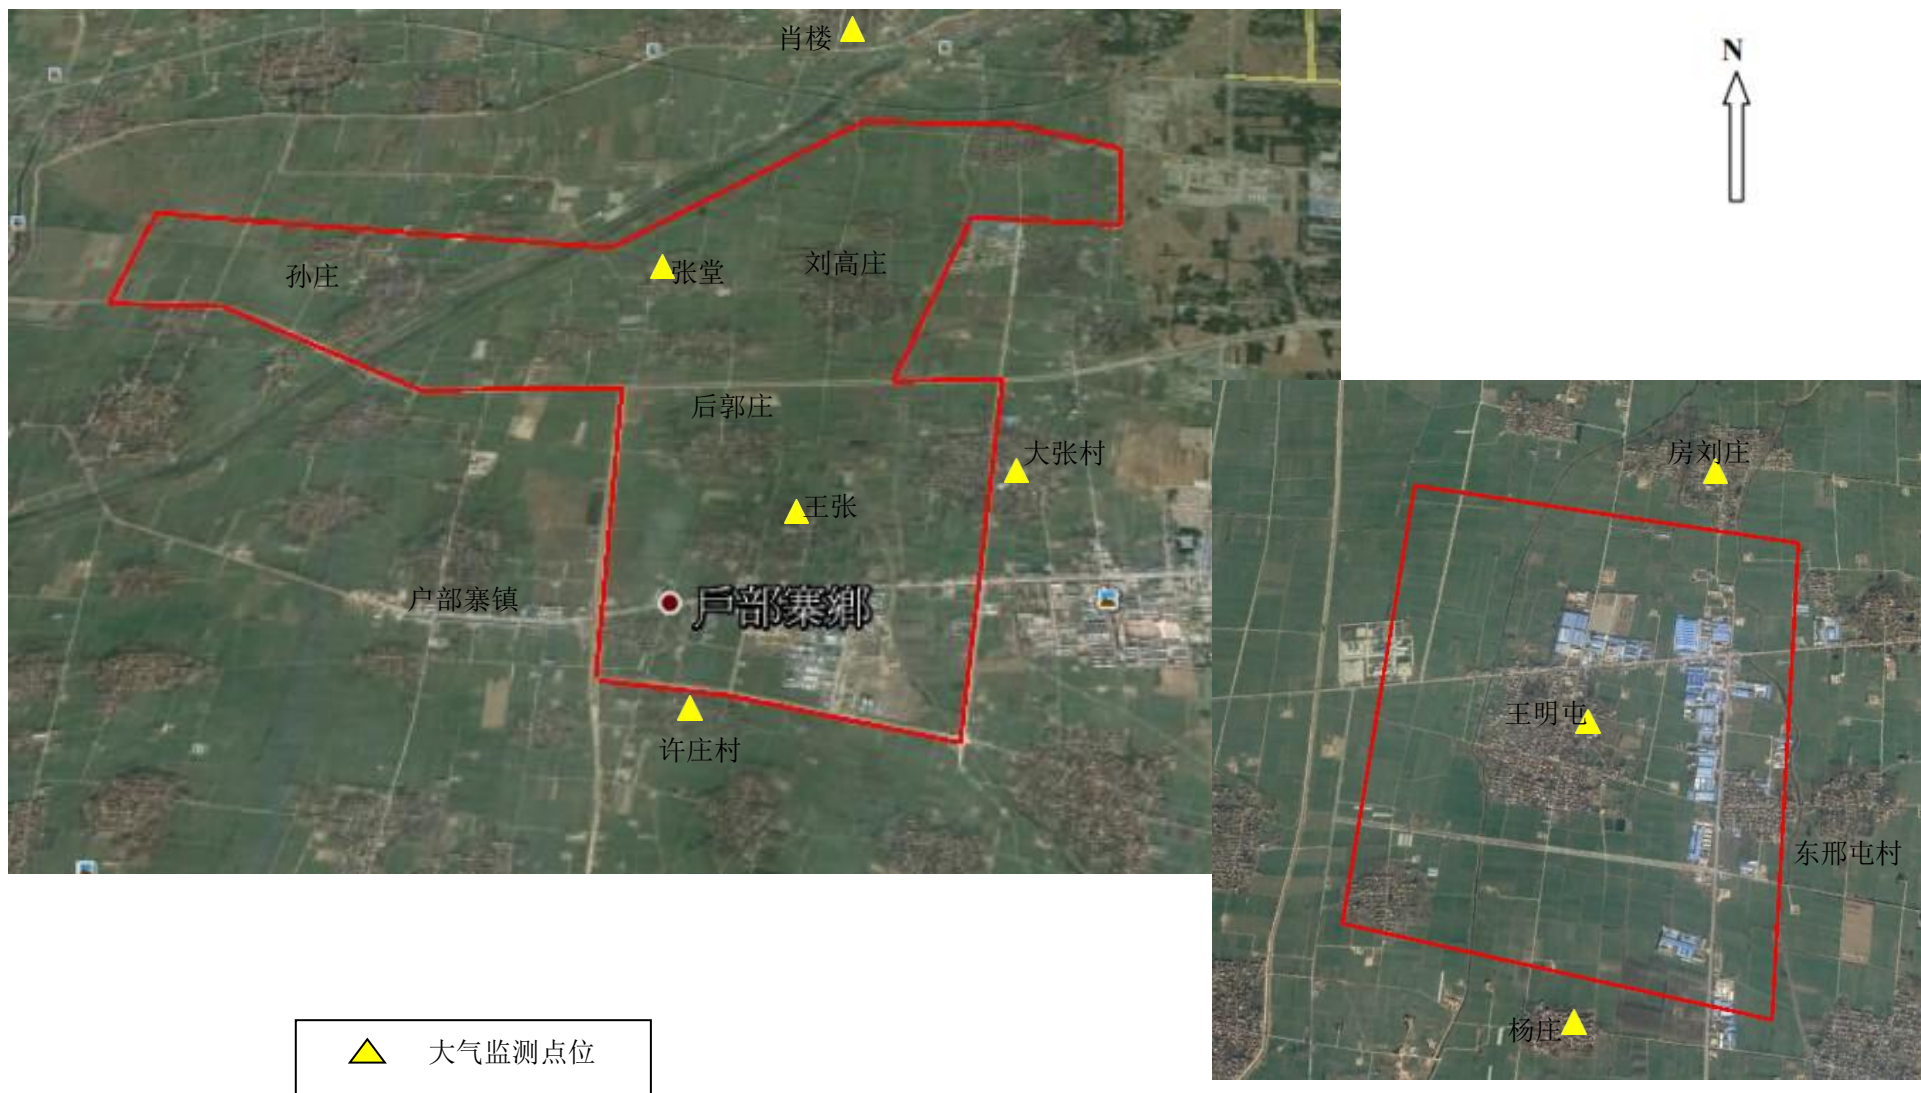 肖楼
N
孙庄
张堂
刘高庄
后郭庄
大张村
王张
户部寨镇
戶部寨鄉
许庄村
房刘庄
王明屯
东邢屯村
杨庄
大气监测点位